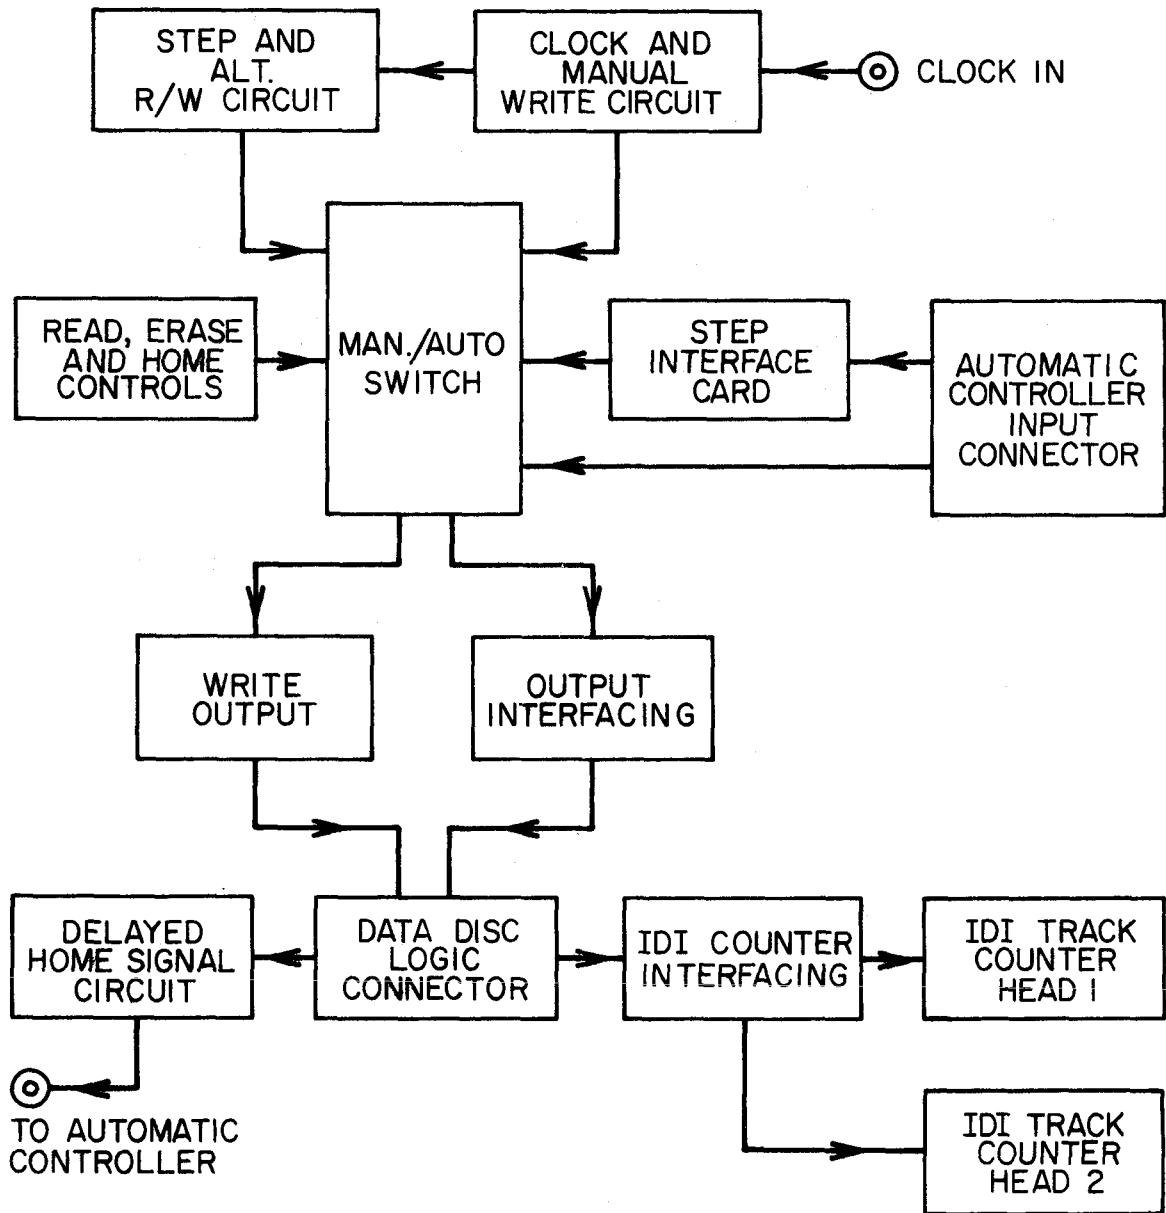 STEP AND
ALT.
R/W CIRCUIT
CLOCK AND
MANUAL
WRITE CIRCUIT
CLOCK IN
READ, ERASE
AND HOME
CONTROLS
MAN./AUTO
SWITCH
STEP
INTERFACE
CARD
AUTOMATIC
CONTROLLER
INPUT
CONNECTOR
WRITE
OUTPUT
OUTPUT
INTERFACING
DELAYED
HOME SIGNAL
CIRCUIT
DATA DISC
LOGIC
CONNECTOR
IDI COUNTER
INTERFACING
IDI TRACK
COUNTER
HEAD 1
TO AUTOMATIC
CONTROLLER
IDI TRACK
COUNTER
HEAD 2